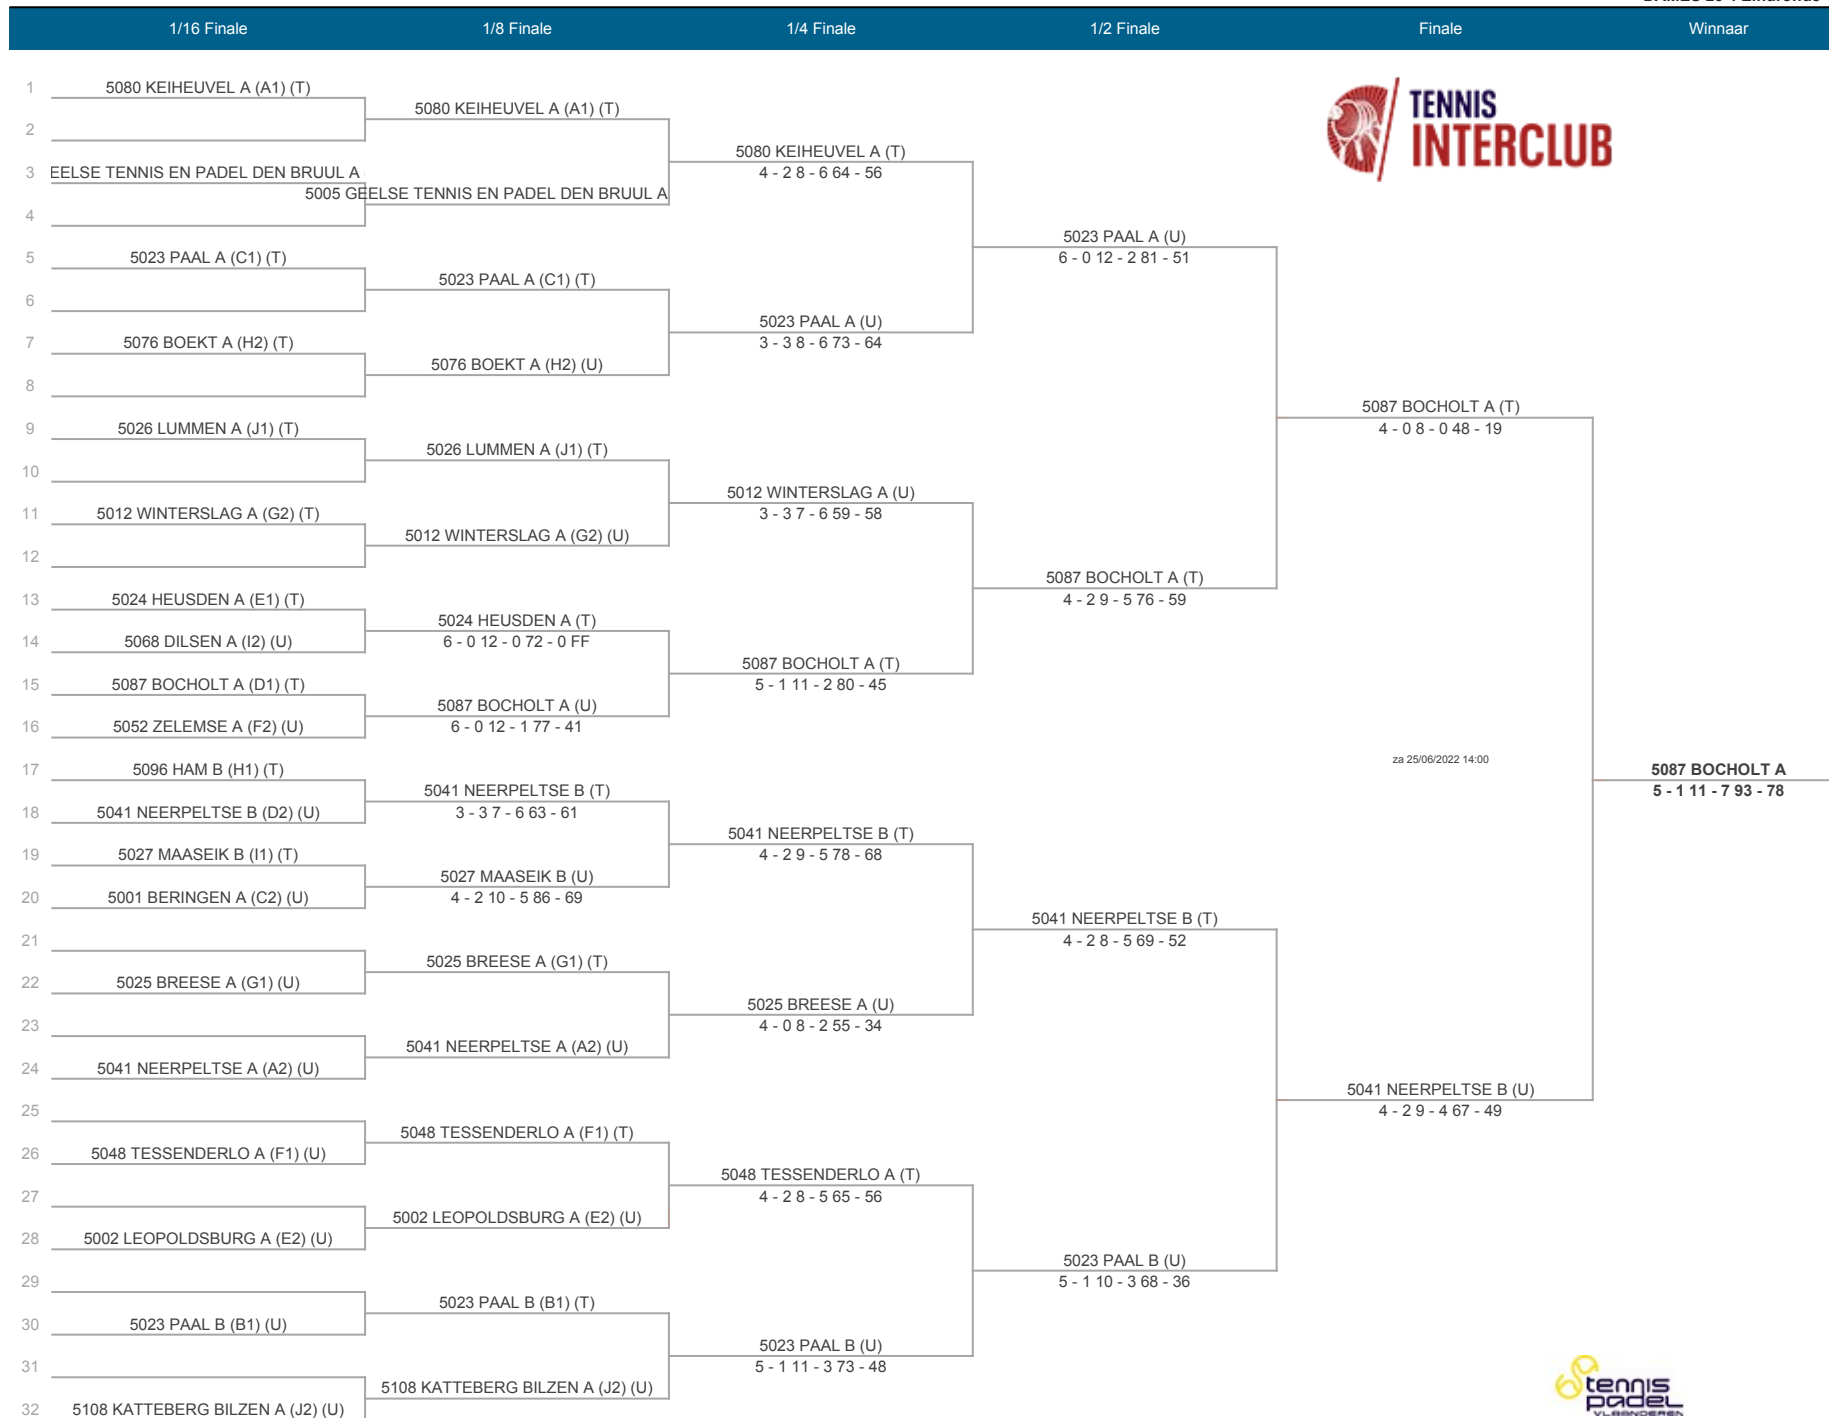 1/16 Finale 1/8 Finale 1/4 Finale 1/2 Finale Finale Winnaar
TENNIS
INTERCLUB
1 5080 KEIHEUVEL A (A1) (T)
5080 KEIHEUVEL A (A1) (T)
2
5080 KEIHEUVEL A (T)
4 - 2 8 - 6 64 - 56
3 EELSE TENNIS EN PADEL DEN BRUUL A
5005 GEELSE TENNIS EN PADEL DEN BRUUL A
4
5023 PAAL A (U)
6 - 0 12 - 2 81 - 51
5 5023 PAAL A (C1) (T)
5023 PAAL A (C1) (T)
6
5023 PAAL A (U)
3 - 3 8 - 6 73 - 64
7 5076 BOEKT A (H2) (T)
5076 BOEKT A (H2) (U)
8
5087 BOCHOLT A (T)
4 - 0 8 - 0 48 - 19
9 5026 LUMMEN A (J1) (T)
5026 LUMMEN A (J1) (T)
10
5012 WINTERSLAG A (U)
3 - 3 7 - 6 59 - 58
11 5012 WINTERSLAG A (G2) (T)
5012 WINTERSLAG A (G2) (U)
12
5087 BOCHOLT A (T)
4 - 2 9 - 5 76 - 59
13 5024 HEUSDEN A (E1) (T)
5024 HEUSDEN A (T)
6 - 0 12 - 0 72 - 0 FF
14 5068 DILSEN A (I2) (U)
5087 BOCHOLT A (T)
5 - 1 11 - 2 80 - 45
15 5087 BOCHOLT A (D1) (T)
5087 BOCHOLT A (U)
6 - 0 12 - 1 77 - 41
16 5052 ZELEMSE A (F2) (U)
za 25/06/2022 14:00
5087 BOCHOLT A
5 - 1 11 - 7 93 - 78
17 5096 HAM B (H1) (T)
5041 NEERPELTSE B (T)
3 - 3 7 - 6 63 - 61
18 5041 NEERPELTSE B (D2) (U)
5041 NEERPELTSE B (T)
4 - 2 9 - 5 78 - 68
19 5027 MAASEIK B (I1) (T)
5027 MAASEIK B (U)
4 - 2 10 - 5 86 - 69
20 5001 BERINGEN A (C2) (U)
5041 NEERPELTSE B (T)
4 - 2 8 - 5 69 - 52
21
5025 BREESE A (G1) (T)
22 5025 BREESE A (G1) (U)
5025 BREESE A (U)
4 - 0 8 - 2 55 - 34
23
5041 NEERPELTSE A (A2) (U)
24 5041 NEERPELTSE A (A2) (U)
5041 NEERPELTSE B (U)
4 - 2 9 - 4 67 - 49
25
5048 TESSENDERLO A (F1) (T)
26 5048 TESSENDERLO A (F1) (U)
5048 TESSENDERLO A (T)
4 - 2 8 - 5 65 - 56
27
5002 LEOPOLDSBURG A (E2) (U)
28 5002 LEOPOLDSBURG A (E2) (U)
5023 PAAL B (U)
5 - 1 10 - 3 68 - 36
29
5023 PAAL B (B1) (T)
30 5023 PAAL B (B1) (U)
5023 PAAL B (U)
5 - 1 11 - 3 73 - 48
31
5108 KATTEBERG BILZEN A (J2) (U)
32 5108 KATTEBERG BILZEN A (J2) (U)
tennis
padel
VLAANDEREN